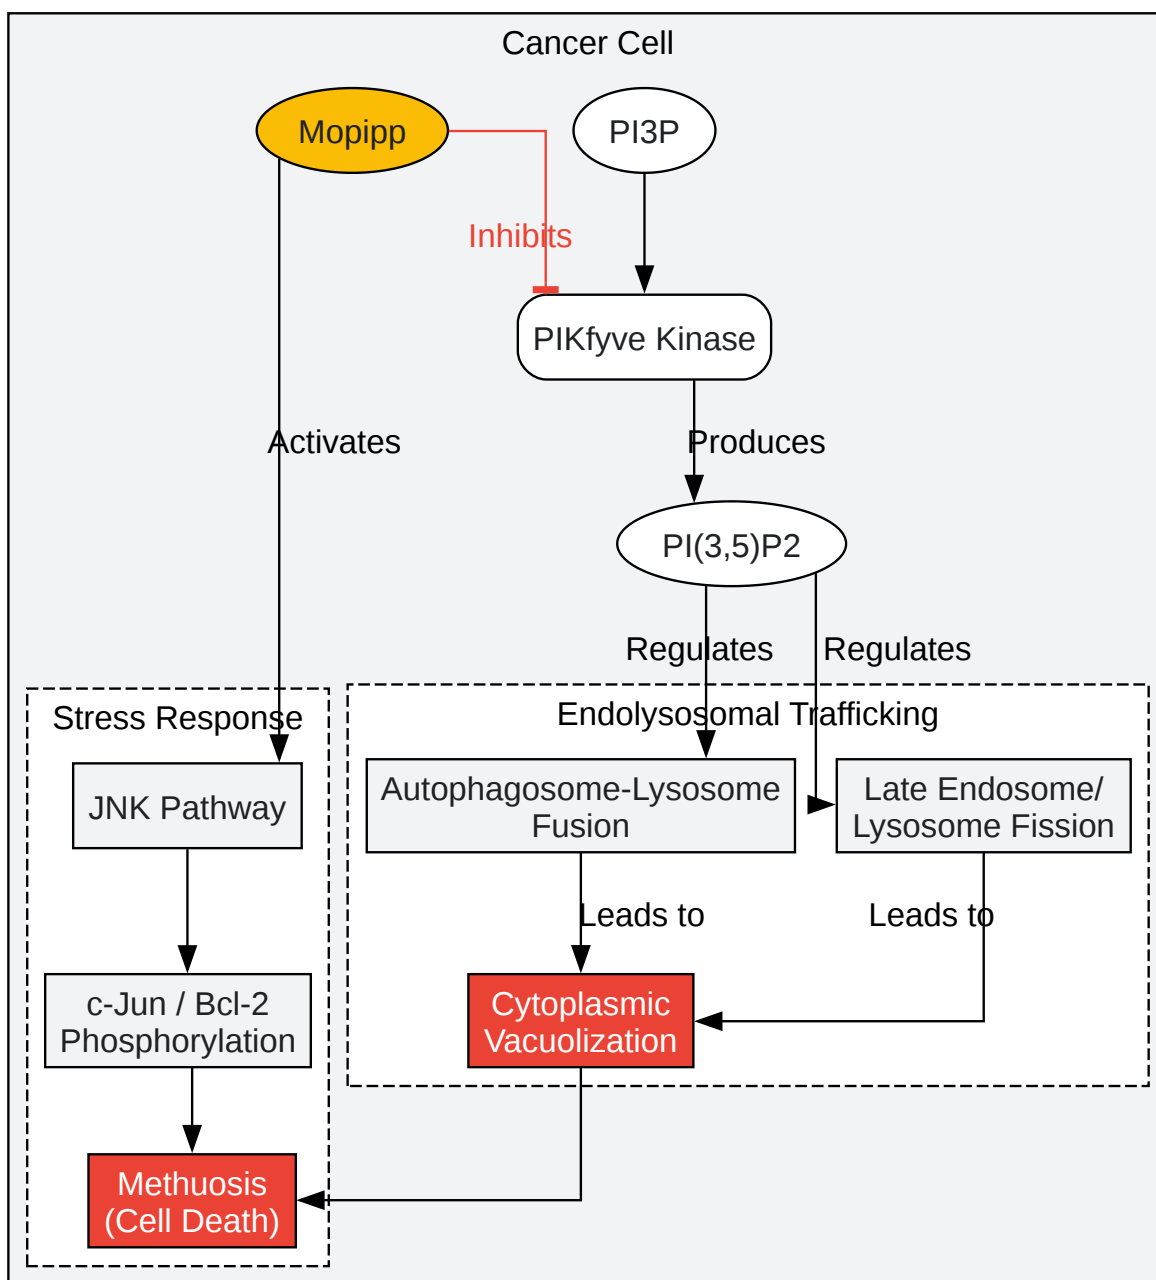 Cancer Cell
Mopipp
PI3P
Inhibits
PIKfyve Kinase
Activates
Produces
PI(3,5)P2
Regulates
Regulates
Stress Response
Endolysosomal Trafficking
JNK Pathway
Autophagosome-Lysosome
Fusion
Late Endosome/
Lysosome Fission
Leads to
Leads to
c-Jun / Bcl-2
Phosphorylation
Cytoplasmic
Vacuolization
Methuosis
(Cell Death)